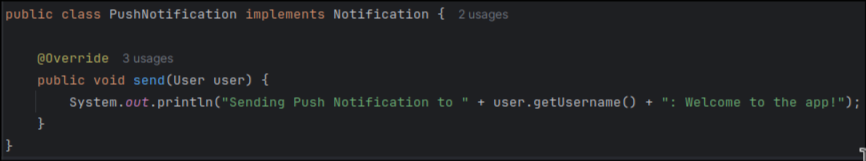 public class PushNotification implements Notification { 2 usages
@Override 3 usages
public void send(User user) {
System.out.println("Sending Push Notification to " + user.getUsername() + ": Welcome to the app!");
}
}